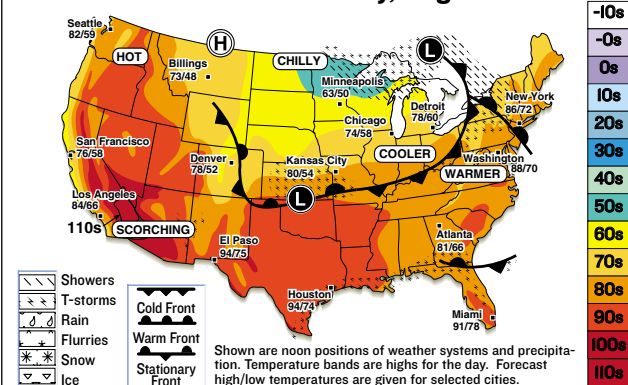 Seattle
82/59
HOT
H
Billings
73/48
CHILLY
L
Minneapolis
63/50
Chicago
74/58
Detroit
78/60
New York
86/72
San Francisco
76/58
Denver
78/52
Kansas City
80/54
COOLER
Washington
88/70
WARMER
Los Angeles
84/66
110s
SCORCHING
L
El Paso
94/75
Atlanta
81/66
Houston
94/74
Miami
91/78
Showers
T-storms
Rain
Flurries
Snow
Ice
Cold Front
Warm Front
Stationary
Front
Shown are noon positions of weather systems and precipita-
tion. Temperature bands are highs for the day. Forecast
high/low temperatures are given for selected cities.
-10s
-0s
0s
10s
20s
30s
40s
50s
60s
70s
80s
90s
100s
110s